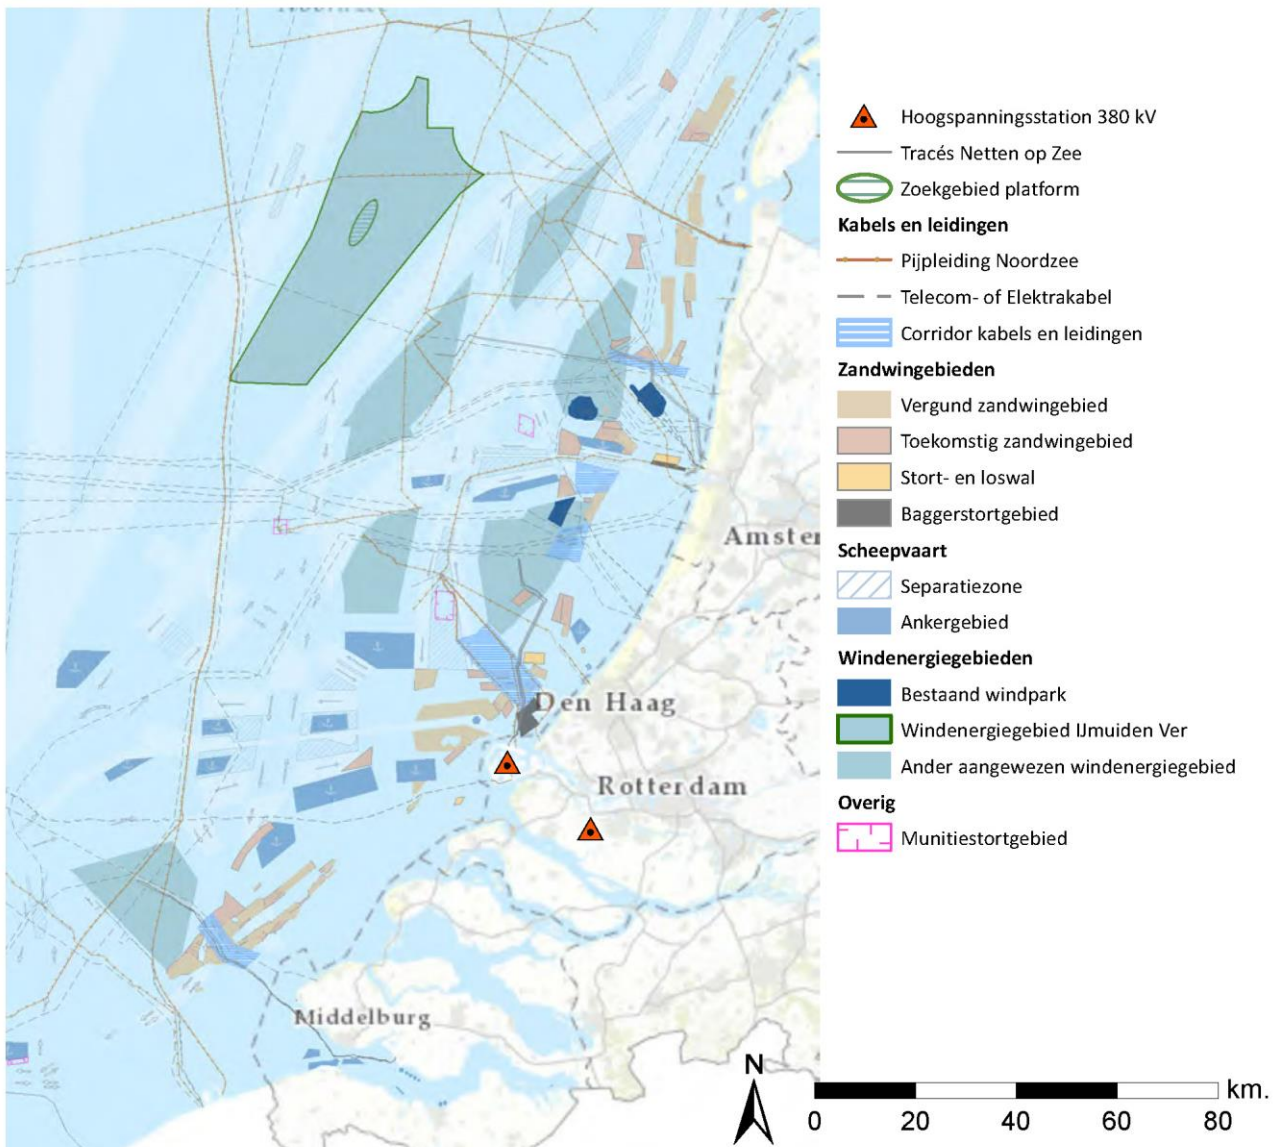 Hoogspanningsstation 380 kV
Tracés Netten op Zee
Zoekgebied platform
Kabels en leidingen
Pijpleiding Noordzee
Telecom- of Elektrakabel
Corridor kabels en leidingen
Zandwingebieden
Vergund zandwingebied
Toekomstig zandwingebied
Stort- en loswal
Baggerstortgebied
Scheepvaart
Separatiezone
Ankergebied
Windenergiegebieden
Bestaand windpark
Windenergiegebied IJmuiden Ver
Ander aangewezen windenergiegebied
Overig
Munitiestortgebied
Amster
Den Haag
Rotterdam
Middelburg
N
km.
0 20 40 60 80